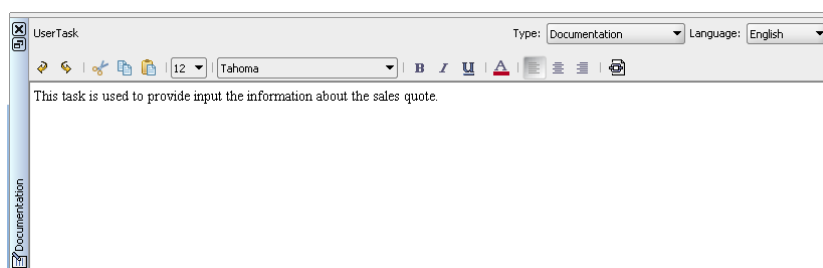 UserTask Type: Documentation Language: English
12 Tahoma B I U A
This task is used to provide input the information about the sales quote.
Documentation